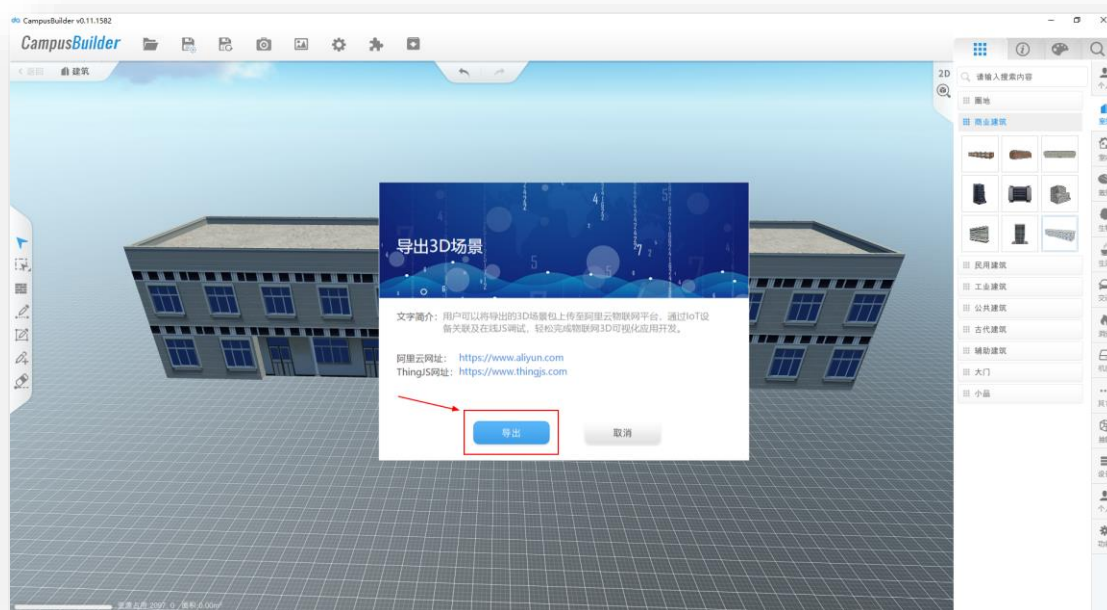 CampusBuilder v0.11.1582
CampusBuilder
返回
建筑
2D
请输入搜索内容
圈地
商业建筑
民用建筑
工业建筑
公共建筑
古代建筑
辅助建筑
大门
小品
导出3D场景
文字简介：用户可以将导出的3D场景包上传至阿里云物联网平台，通过IoT设
备关联及在线JS调试，轻松完成物联网3D可视化应用开发。
阿里云网址： https://www.aliyun.com
ThingJS网址：https://www.thingjs.com
导出
取消